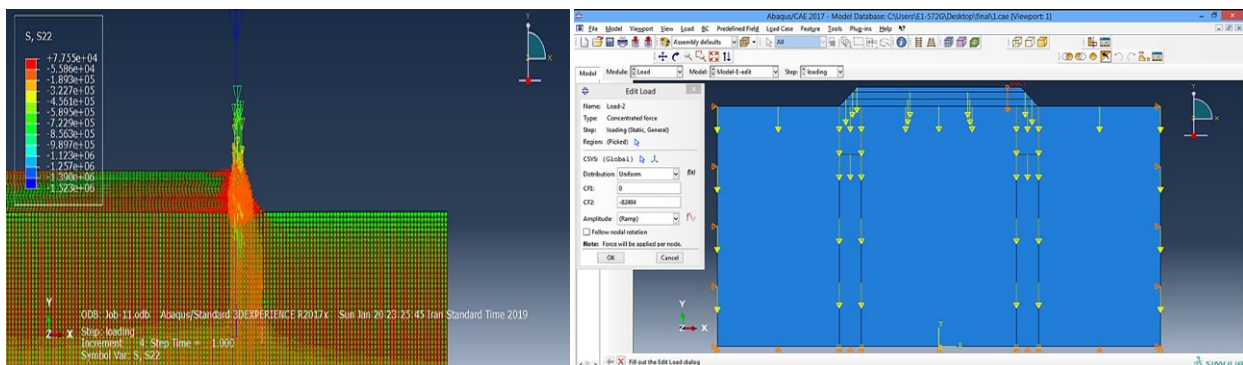 S, S22
+7.755e+04
-5.586e+04
-1.893e+05
-3.227e+05
-4.561e+05
-5.895e+05
-7.229e+05
-8.563e+05
-9.897e+05
-1.123e+06
-1.257e+06
-1.390e+06
-1.523e+06
Y
X
Y
Z X
ODB: Job-11.odb Abaqus/Standard 3DEXPERIENCE R2017x Sun Jan 20 23:25:45 Iran Standard Time 2019
Step: loading
Increment 4: Step Time = 1.000
Symbol Var: S, S22
Abaqus/CAE 2017 - Model Database: C:\Users\E1-572G\Desktop\final\1.cae [Viewport: 1]
File Model Viewport View Load BC Predefined Field Load Case Feature Tools Plug-ins Help
Assembly defaults All
Model Module: Load Model: Model-1-edit Step: loading
Edit Load
Name: Load-2
Type: Concentrated force
Step: loading (Static, General)
Region: (Picked)
CSYS: (Global)
Distribution: Uniform f(x)
CF1: 0
CF2: -82404
Amplitude: (Ramp)
Follow nodal rotation
Note: Force will be applied per node.
OK Cancel
Y
Z X
Y
X
Fill out the Edit Load dialog
SIMULIA